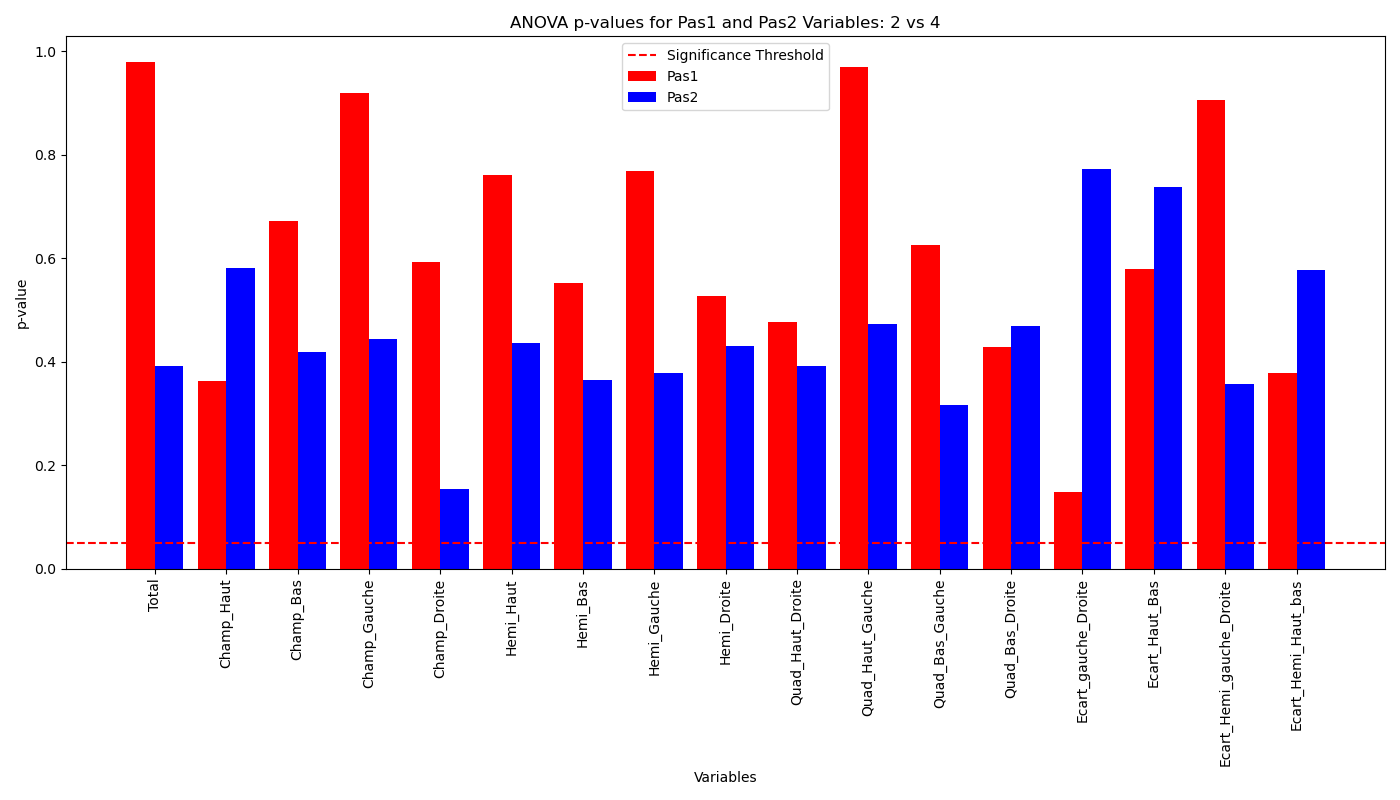 ANOVA p-values for Pas1 and Pas2 Variables: 2 vs 4
Significance Threshold
Pas1
Pas2
p-value
1.0
0.8
0.6
0.4
0.2
0.0
Total
Champ_Haut
Champ_Bas
Champ_Gauche
Champ_Droite
Hemi_Haut
Hemi_Bas
Hemi_Gauche
Hemi_Droite
Quad_Haut_Droite
Quad_Haut_Gauche
Quad_Bas_Gauche
Quad_Bas_Droite
Ecart_gauche_Droite
Ecart_Haut_Bas
Ecart_Hemi_gauche_Droite
Ecart_Hemi_Haut_bas
Variables